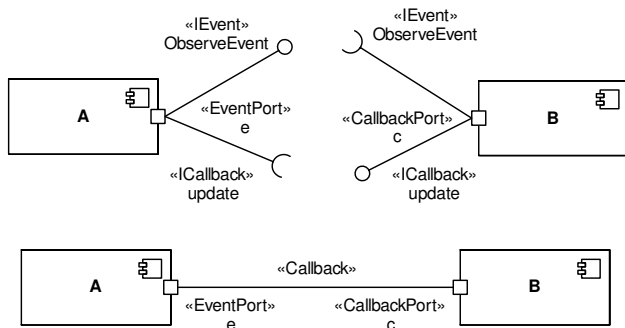 «IEvent»
ObserveEvent
«IEvent»
ObserveEvent
A
«EventPort»
e
«CallbackPort»
c
B
«ICallback»
update
«ICallback»
update
A
«Callback»
B
«EventPort»
e
«CallbackPort»
c